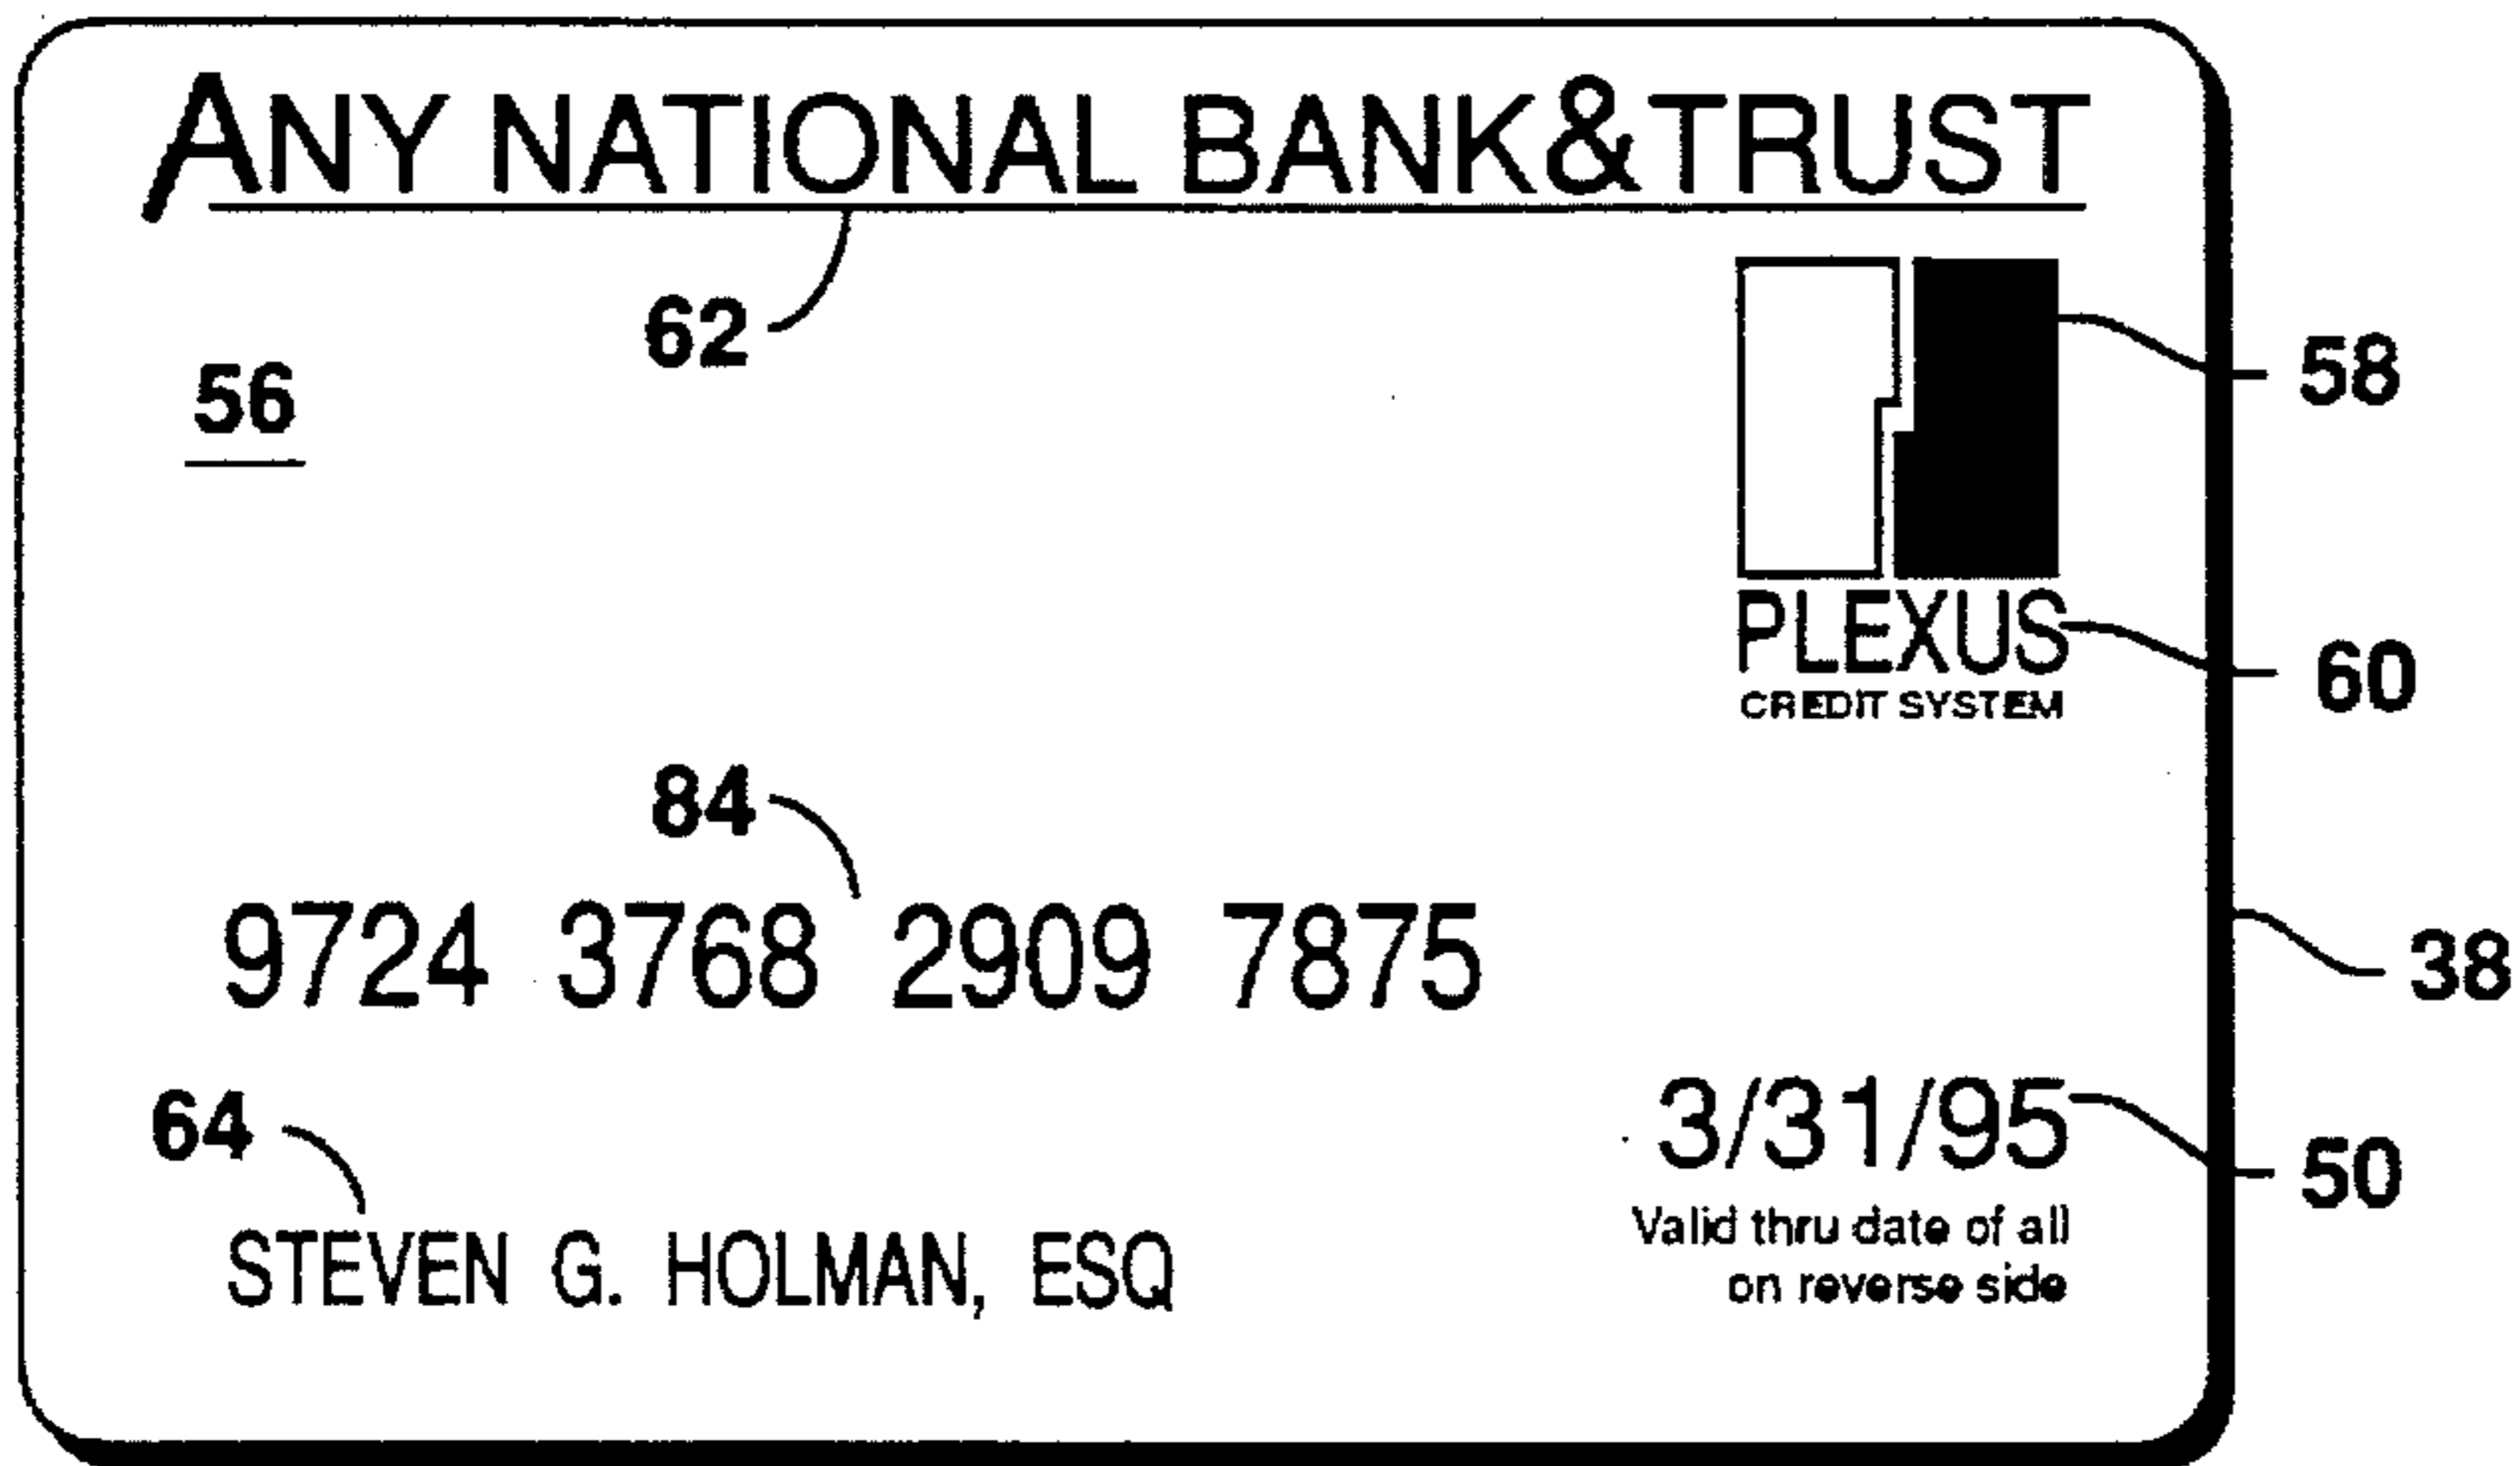 ANY NATIONAL BANK&TRUST
62
56
58
PLEXUS
60
CREDIT SYSTEM
84
9724 3768 2909 7875
38
64
3/31/95
50
Valid thru date of all
on reverse side
STEVEN G. HOLMAN, ESQ